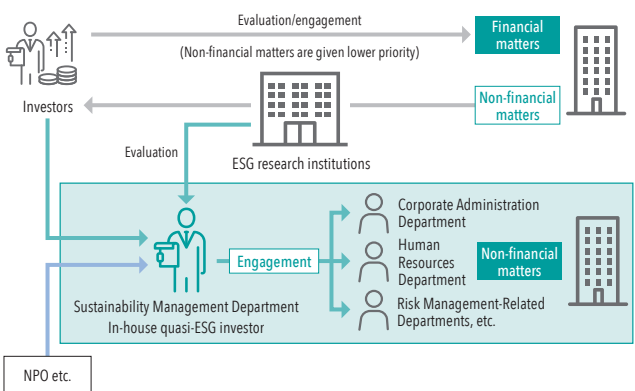 Evaluation/engagement
Financial
matters
(Non-financial matters are given lower priority)
Investors
Non-financial
matters
Evaluation
ESG research institutions
Corporate Administration
Department
Engagement
Human
Resources
Department
Non-financial
matters
Sustainability Management Department
In-house quasi-ESG investor
Risk Management-Related
Departments, etc.
NPO etc.